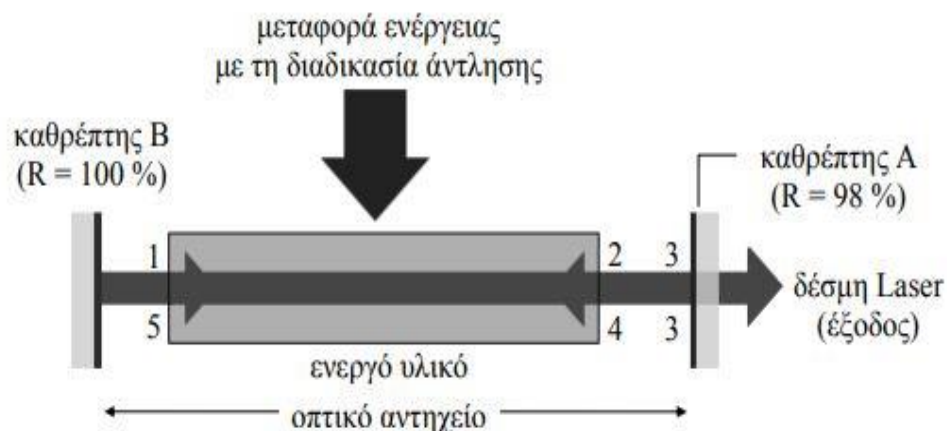 μεταφορά ενέργειας
με τη διαδικασία άντλησης
καθρέπτης Β
(R = 100 %)
καθρέπτης Α
(R = 98 %)
1
2
3
5
4
3
δέσμη Laser
(έξοδος)
ενεργό υλικό
οπτικό αντηχείο